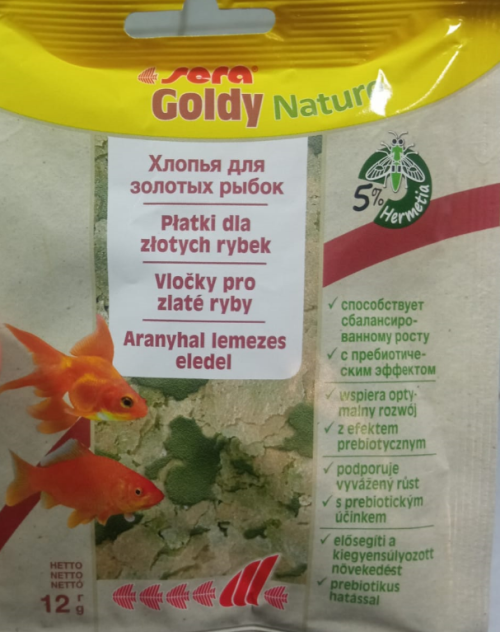 sera
Goldy Nature
Хлопья для
золотых рыбок
Płatki dla
złotych rybek
Vločky pro
zlaté ryby
Aranyhal lemezes
eledel
5%
Hermetia
✓ способствует
сбалансиро-
ванному росту
✓ с пребиотиче-
ским эффектом
✓ wspiera opty-
malny rozwój
✓ z efektem
prebiotycznym
✓ podporuje
vyvážený růst
✓ s prebiotickým
účinkem
✓ elősegíti a
kiegyensúlyozott
növekedést
✓ prebiotikus
hatással
НЕТТО
NETTO
NETTÓ
12 г
g